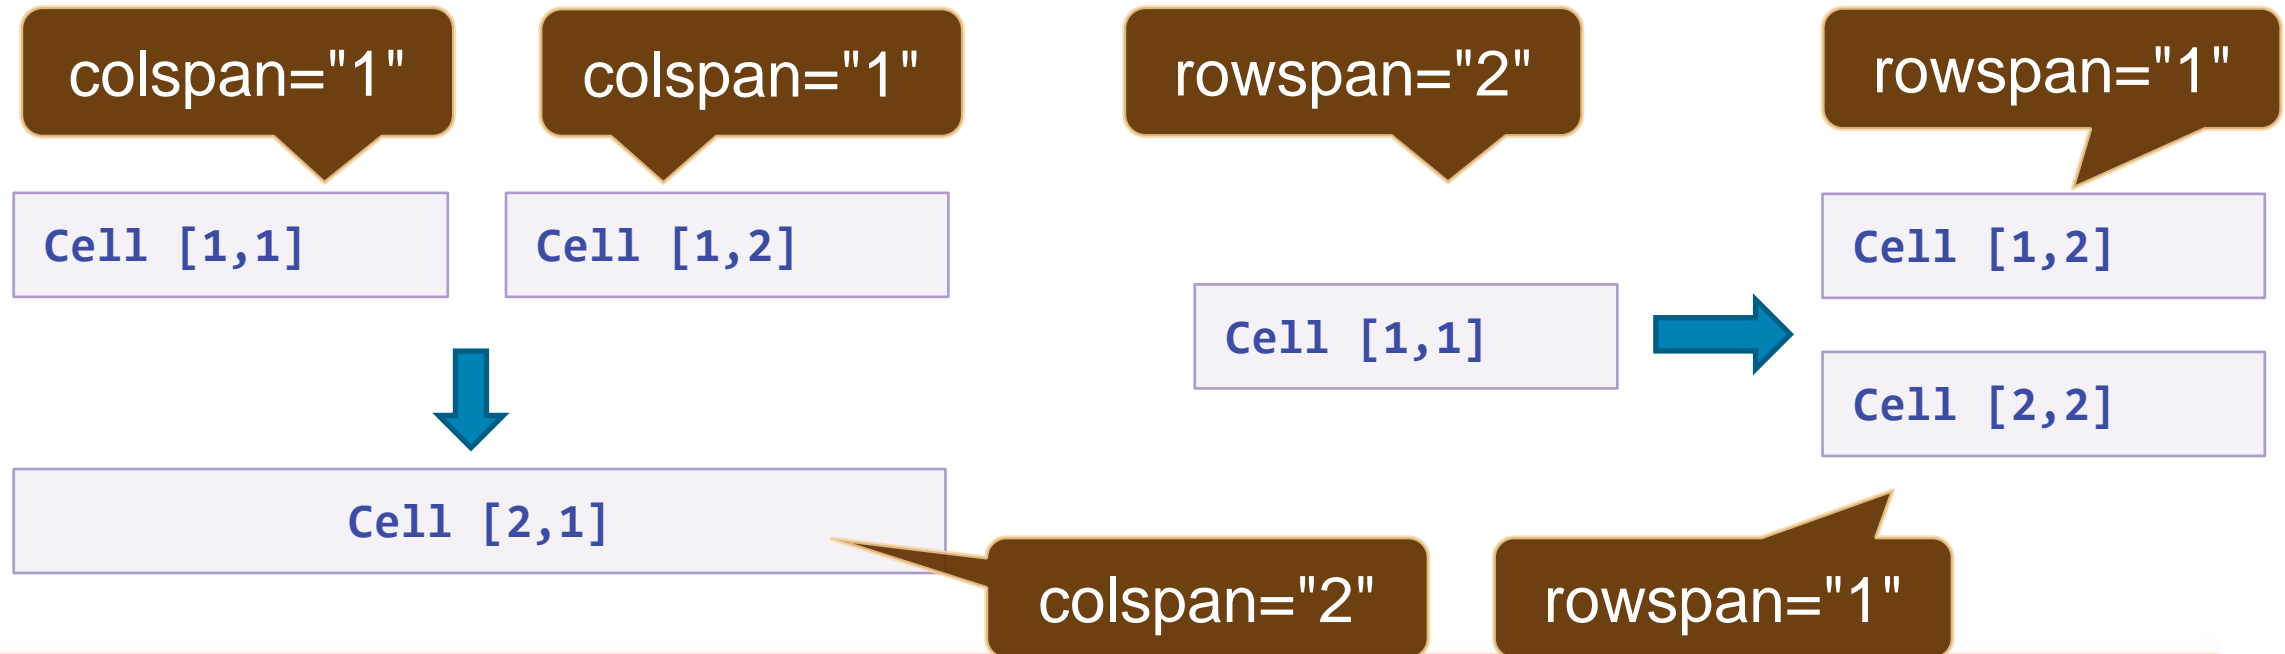 colspan="1"
colspan="1"
rowspan="2"
rowspan="1"
Cell [1,1]
Cell [1,2]
Cell [1,2]
Cell [1,1]
Cell [2,2]
Cell [2,1]
colspan="2"
rowspan="1"